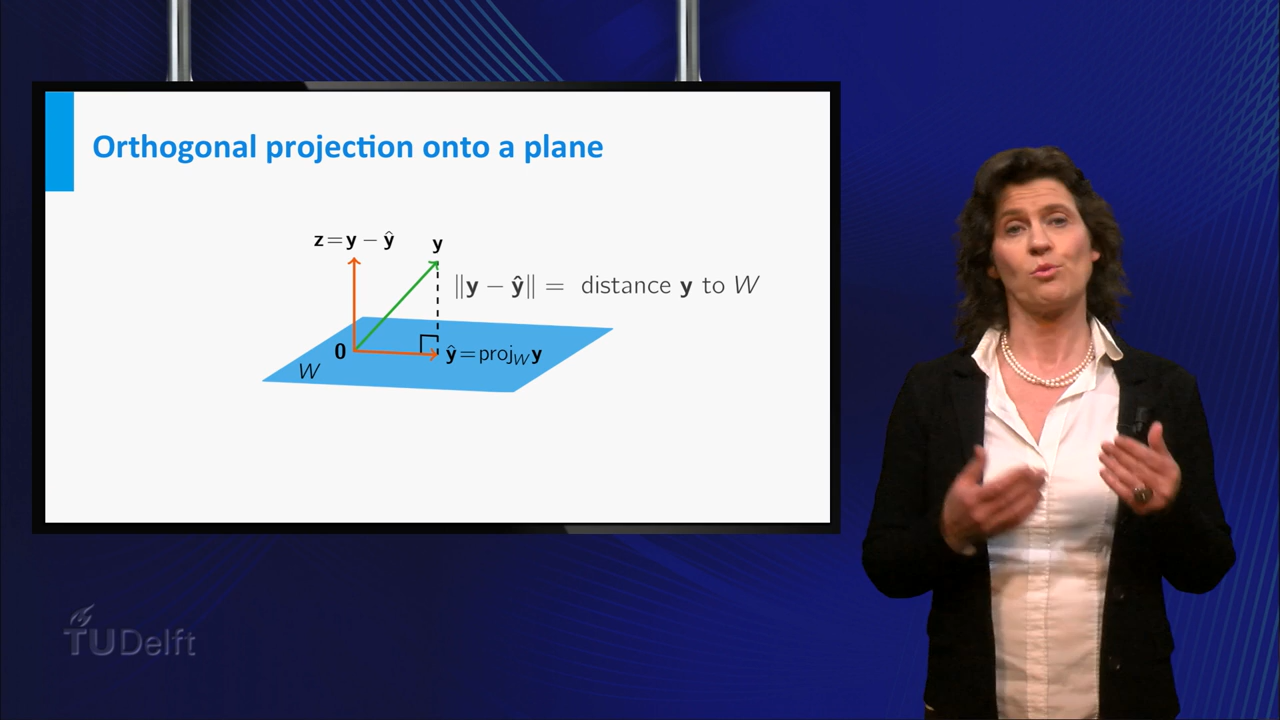 Orthogonal projection onto a plane
z = y − ŷ
y
‖y − ŷ‖ = distance y to W
0
ŷ = proj_W y
W
TUDelft